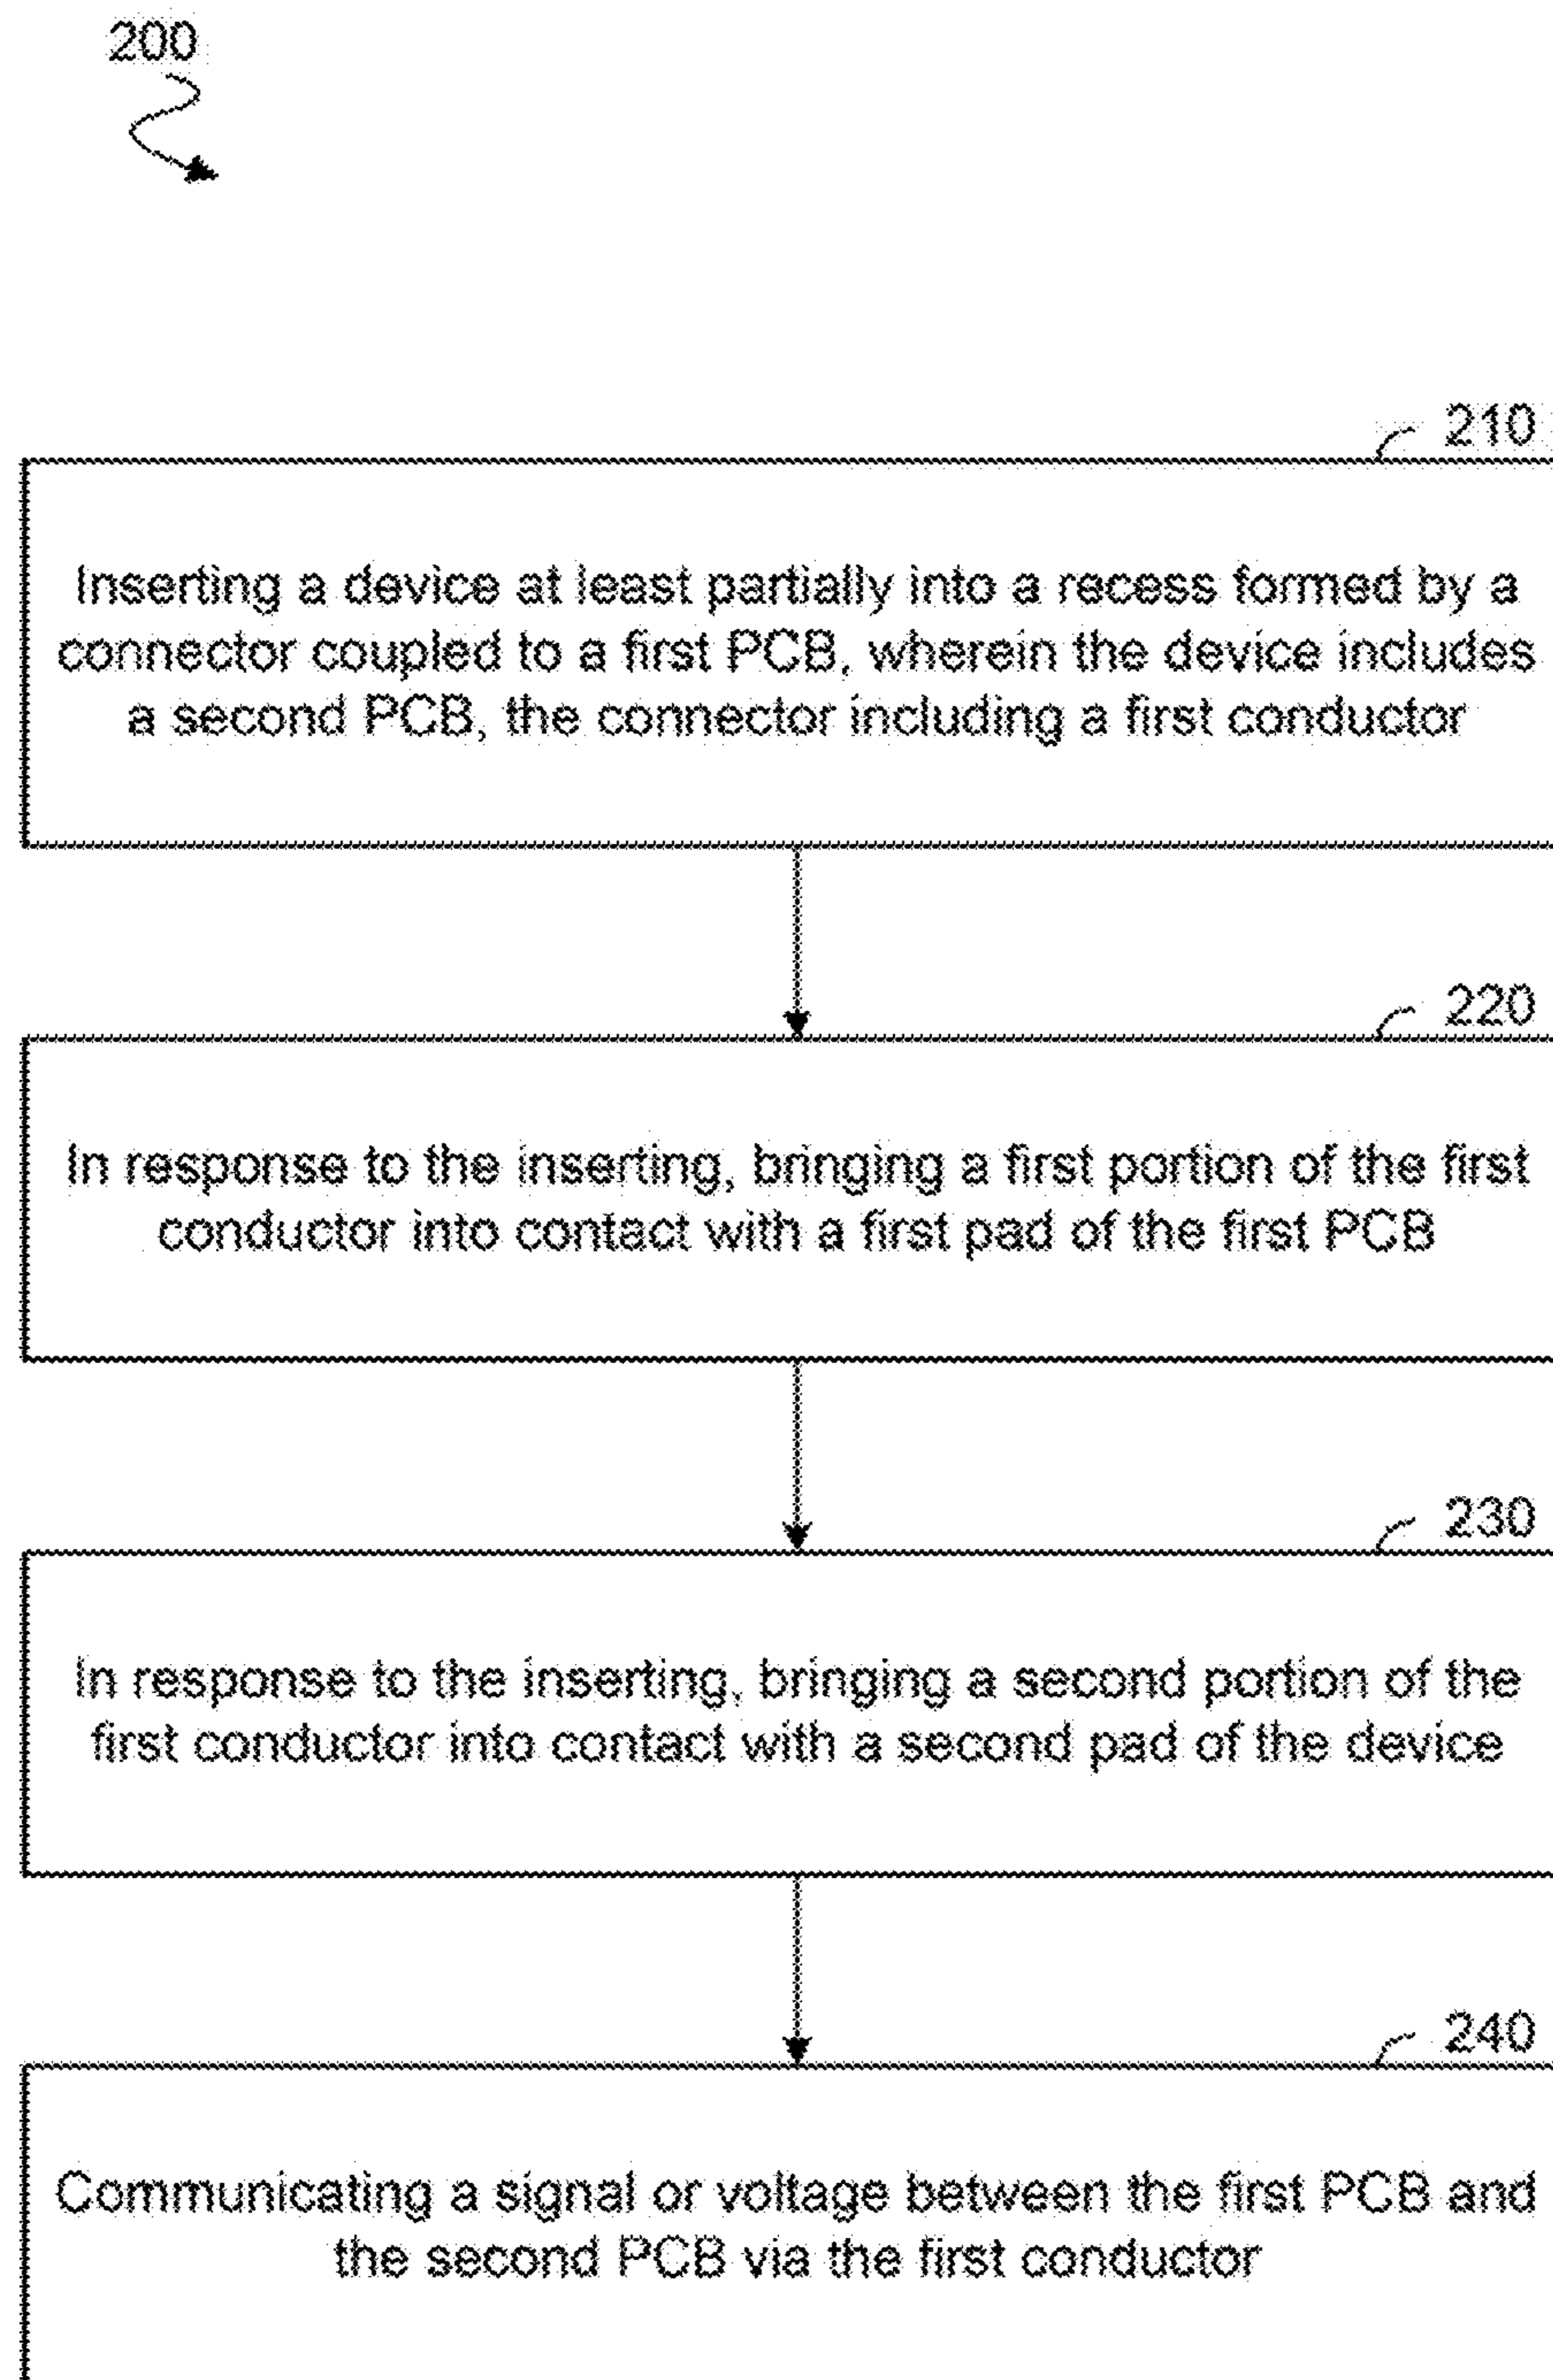 200
210
Inserting a device at least partially into a recess formed by a
connector coupled to a first PCB, wherein the device includes
a second PCB, the connector including a first conductor
220
In response to the inserting, bringing a first portion of the first
conductor into contact with a first pad of the first PCB
230
In response to the inserting, bringing a second portion of the
first conductor into contact with a second pad of the device
240
Communicating a signal or voltage between the first PCB and
the second PCB via the first conductor